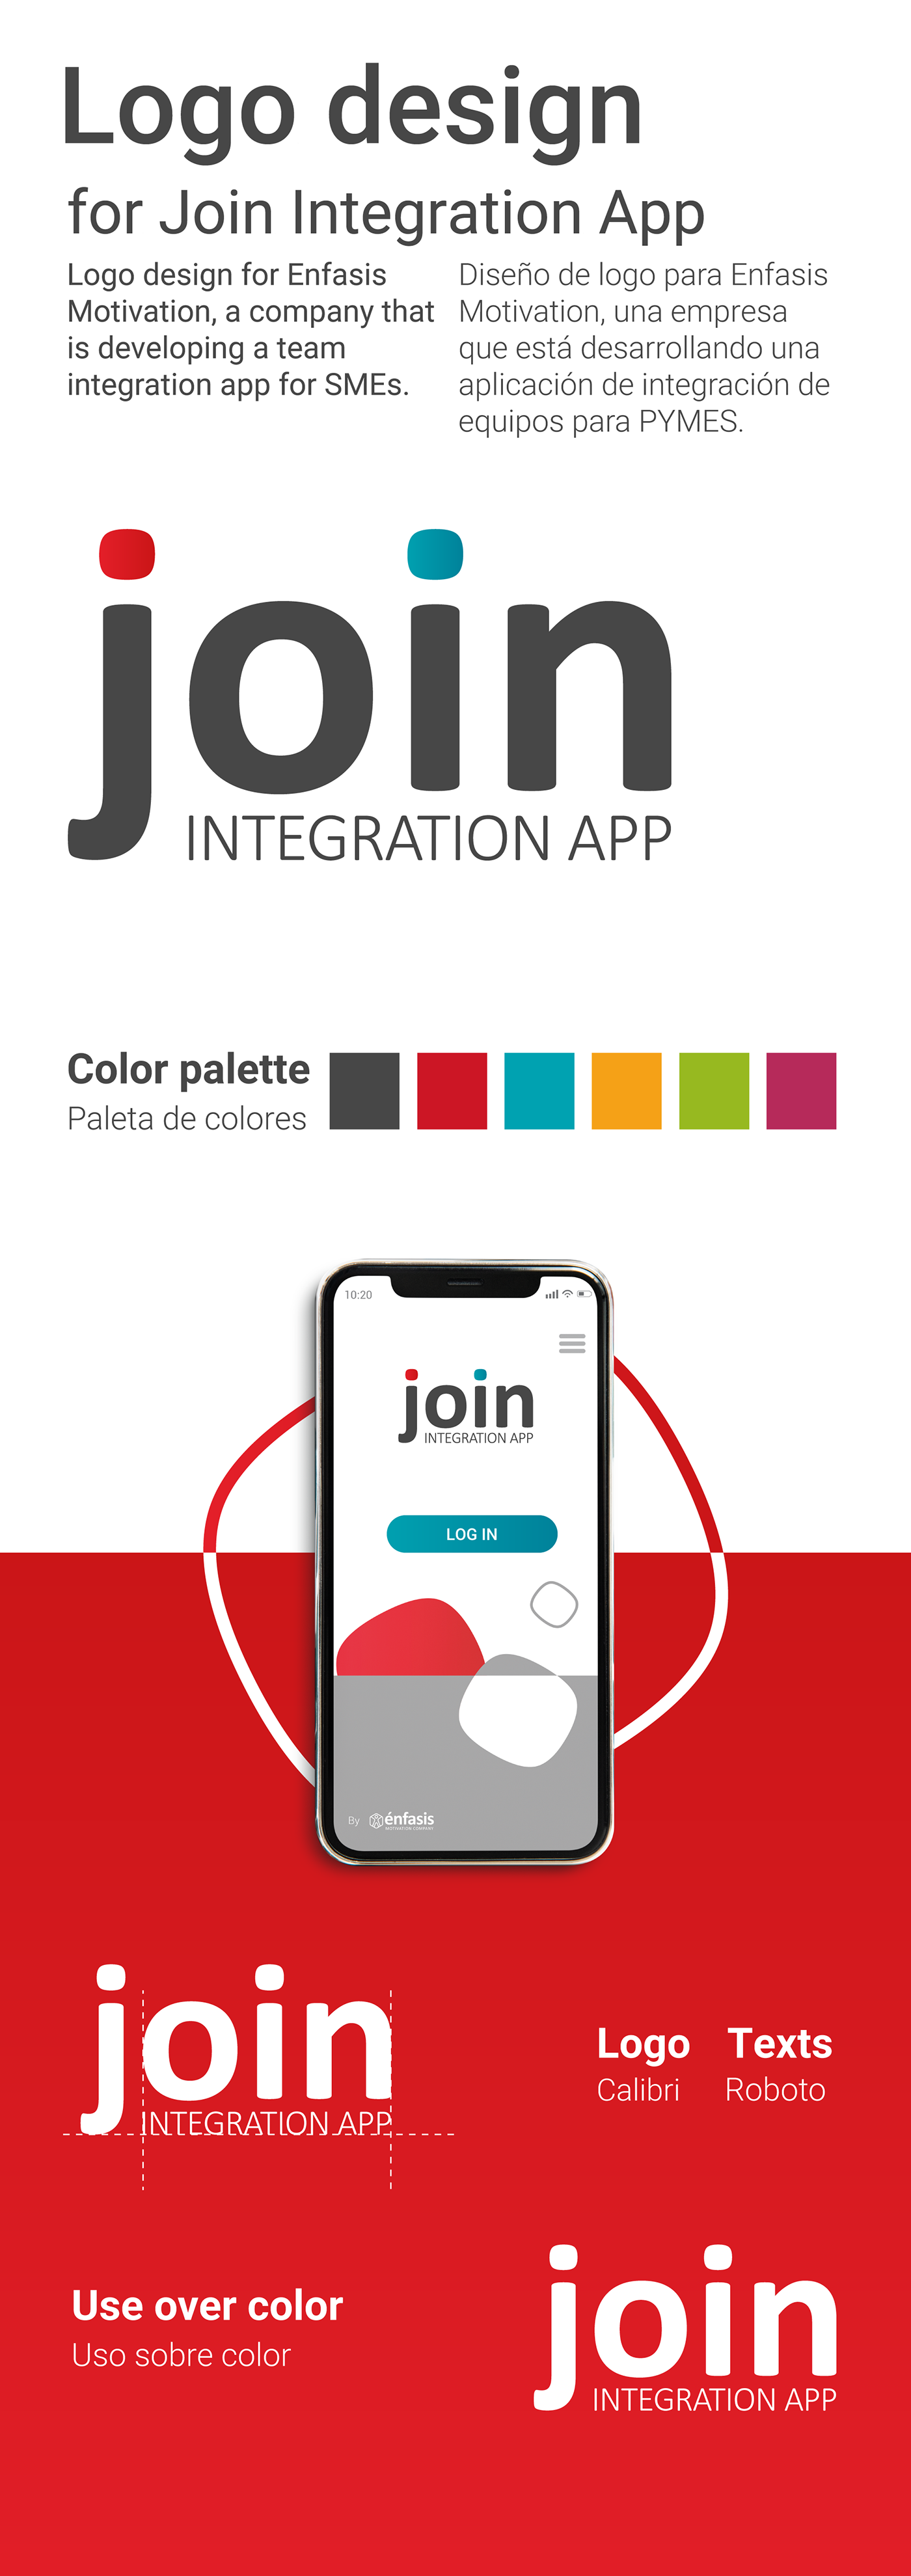 Logo design
for Join Integration App
Logo design for Enfasis
Motivation, a company that
is developing a team
integration app for SMEs.
Diseño de logo para Enfasis
Motivation, una empresa
que está desarrollando una
aplicación de integración de
equipos para PYMES.
join
INTEGRATION APP
Color palette
Paleta de colores
10:20
join
INTEGRATION APP
LOG IN
By énfasis
MOTIVATION COMPANY
join
INTEGRATION APP
Logo Texts
Calibri Roboto
Use over color
Uso sobre color
join
INTEGRATION APP